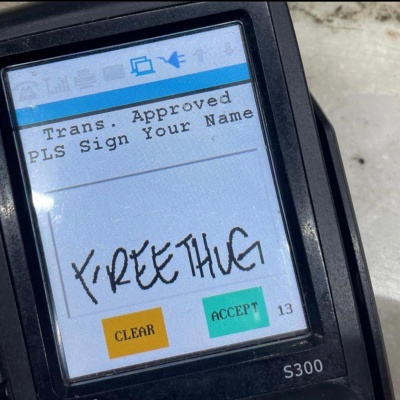 Trans. Approved
PLS Sign Your Name
FREETHUG
CLEAR
ACCEPT
13
S300